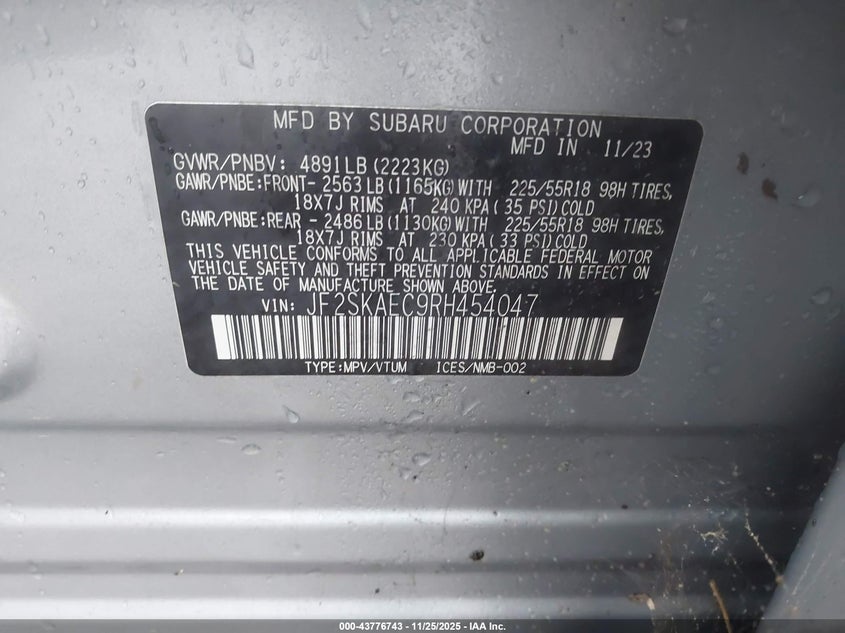 MFD BY SUBARU CORPORATION
MFD IN 11/23
GVWR/PNBV: 4891LB(2223KG)
GAWR/PNBE:FRONT- 2563LB(1165KG)WITH 225/55R18 98H TIRES,
18X7J RIMS AT 240 KPA( 35 PSI)COLD
GAWR/PNBE:REAR - 2486LB(1130KG)WITH 225/55R18 98H TIRES,
18X7J RIMS AT 230 KPA( 33 PSI)COLD
THIS VEHICLE CONFORMS TO ALL APPLICABLE FEDERAL MOTOR
VEHICLE SAFETY AND THEFT PREVENTION STANDARDS IN EFFECT ON
THE DATE OF MANUFACTURE SHOWN ABOVE.
VIN: JF2SKAEC9RH454047
TYPE:MPV/VTUM ICES/NMB-002
000-43776743 - 11/25/2025 - IAA Inc.